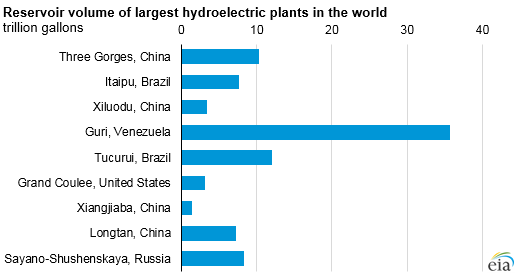 Reservoir volume of largest hydroelectric plants in the world
trillion gallons
0 10 20 30 40
Three Gorges, China
Itaipu, Brazil
Xiluodu, China
Guri, Venezuela
Tucurui, Brazil
Grand Coulee, United States
Xiangjiaba, China
Longtan, China
Sayano-Shushenskaya, Russia
eia